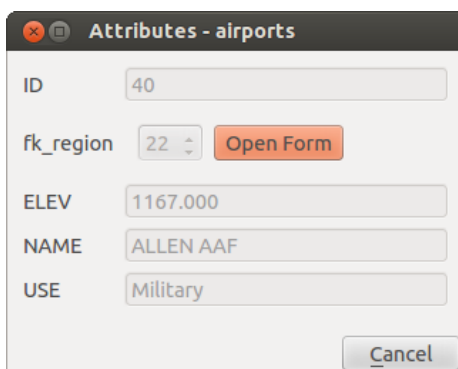 Attributes - airports
ID 40
fk_region 22 Open Form
ELEV 1167.000
NAME ALLEN AAF
USE Military
Cancel